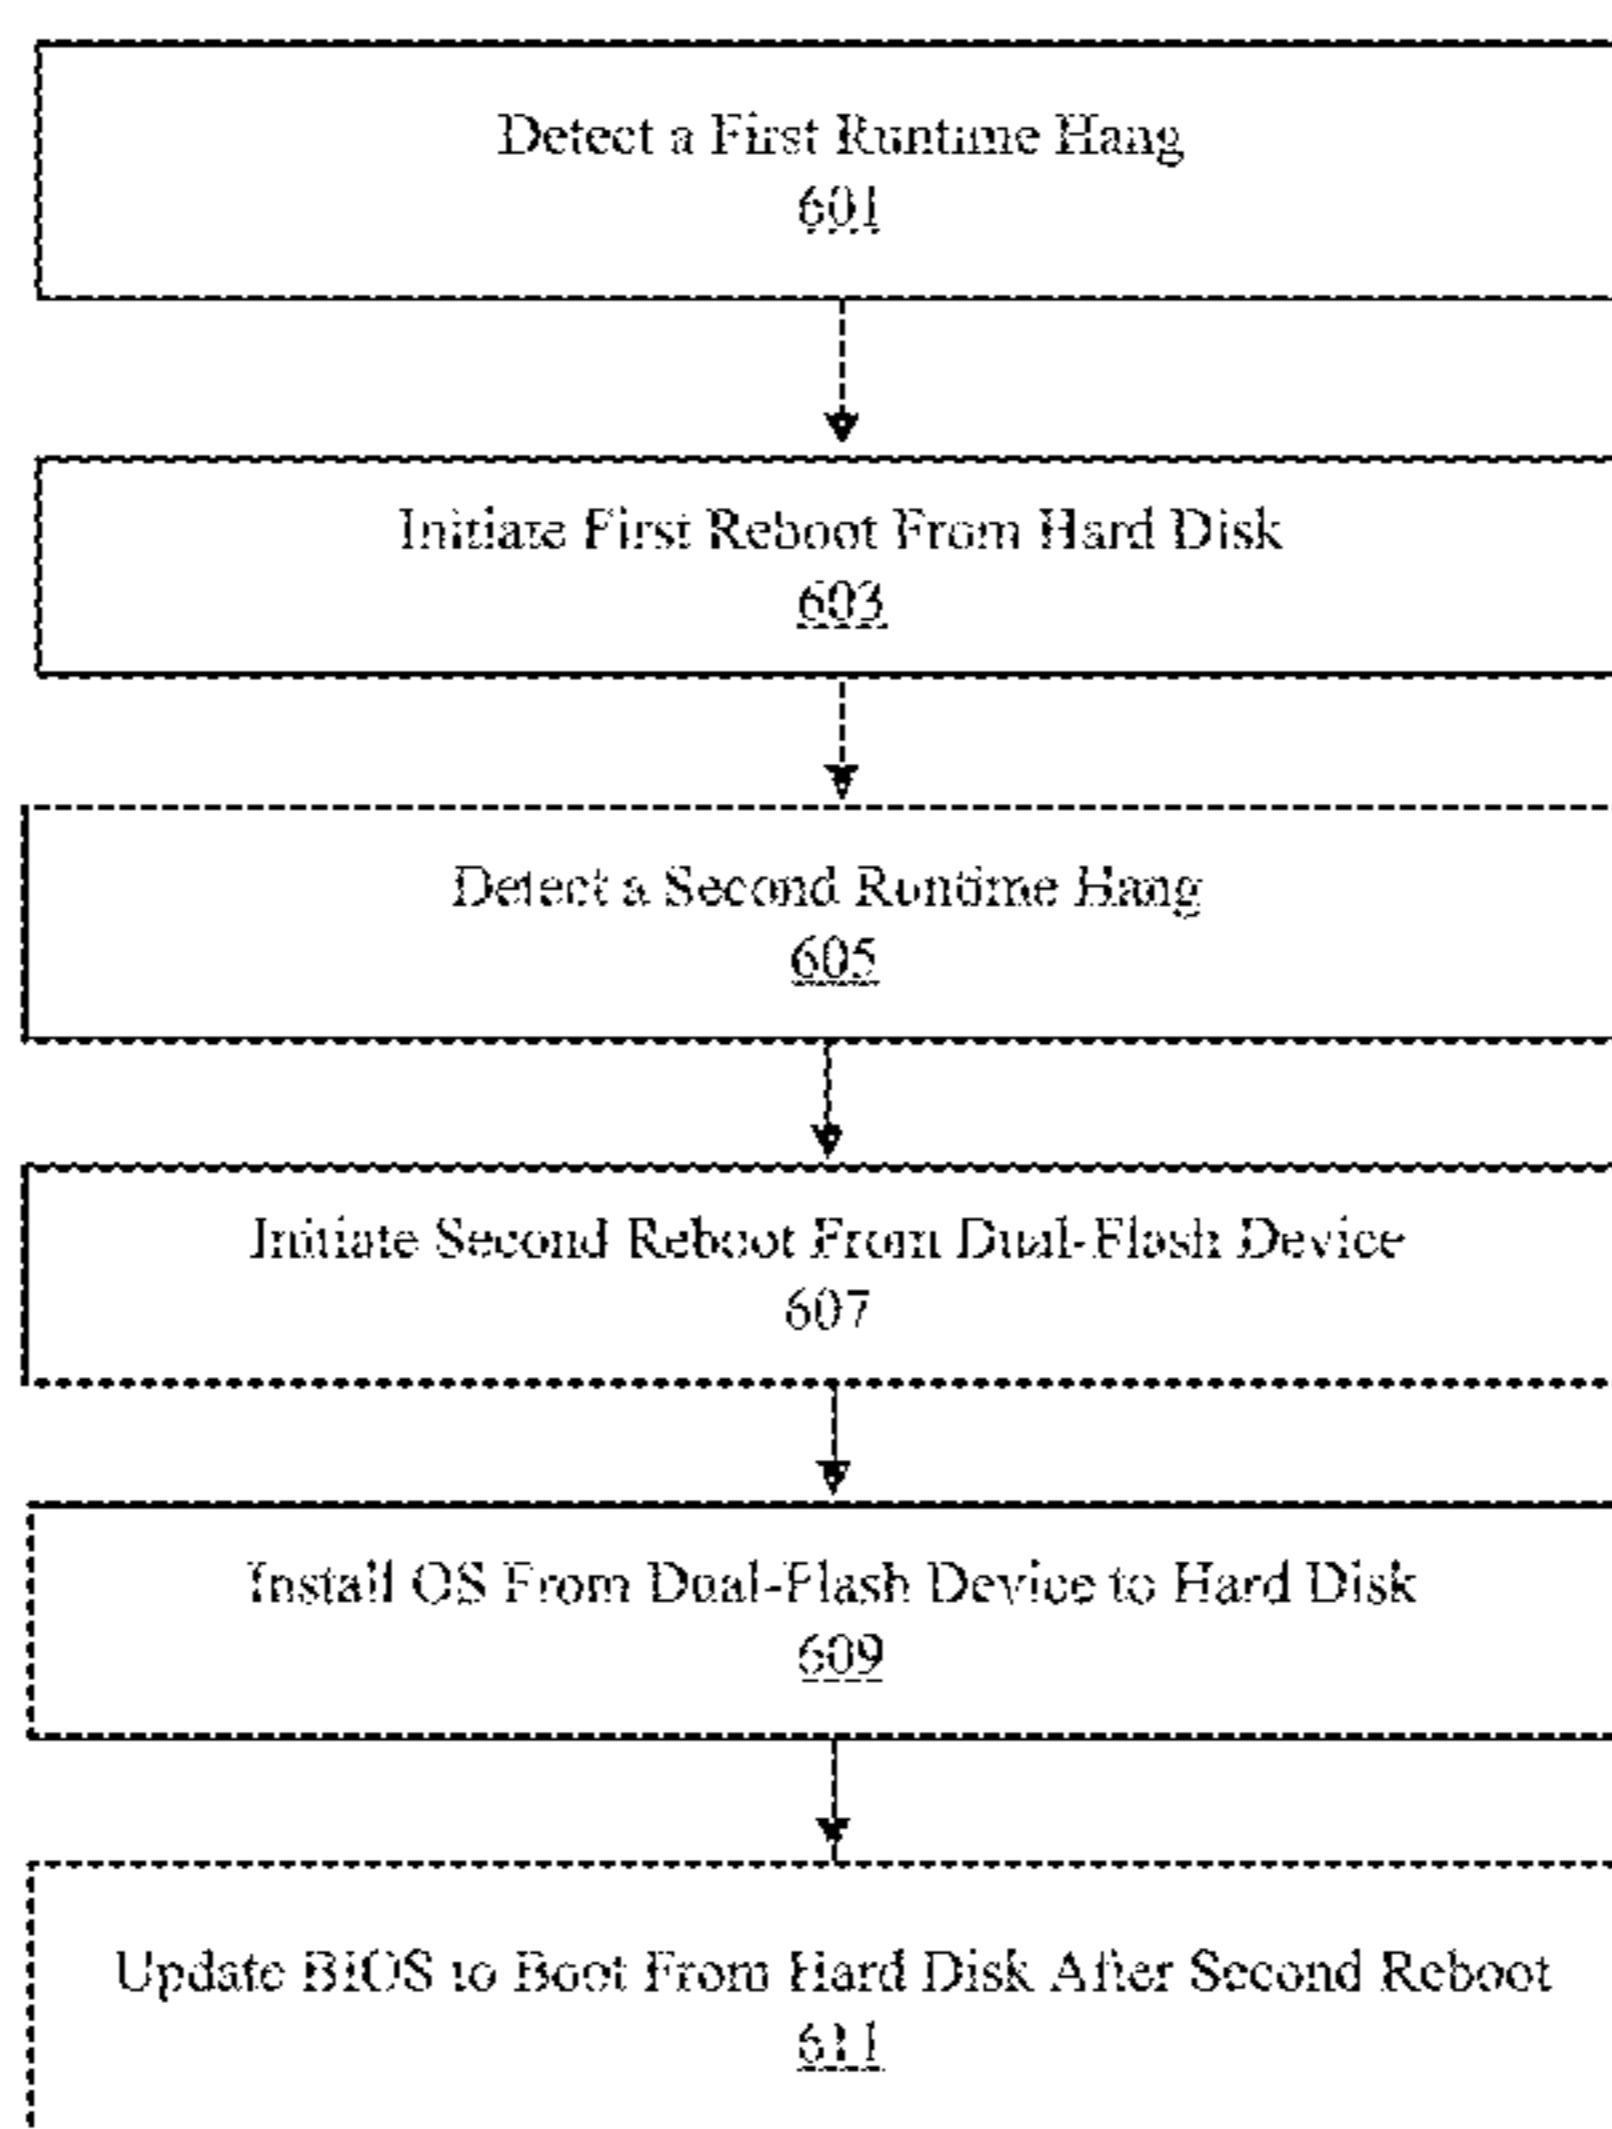 Detect a First Runtime Hang
601
Initiate First Reboot From Hard Disk
603
Detect a Second Runtime Hang
605
Initiate Second Reboot From Dual-Flash Device
607
Install OS From Dual-Flash Device to Hard Disk
609
Update BIOS to Boot From Hard Disk After Second Reboot
611